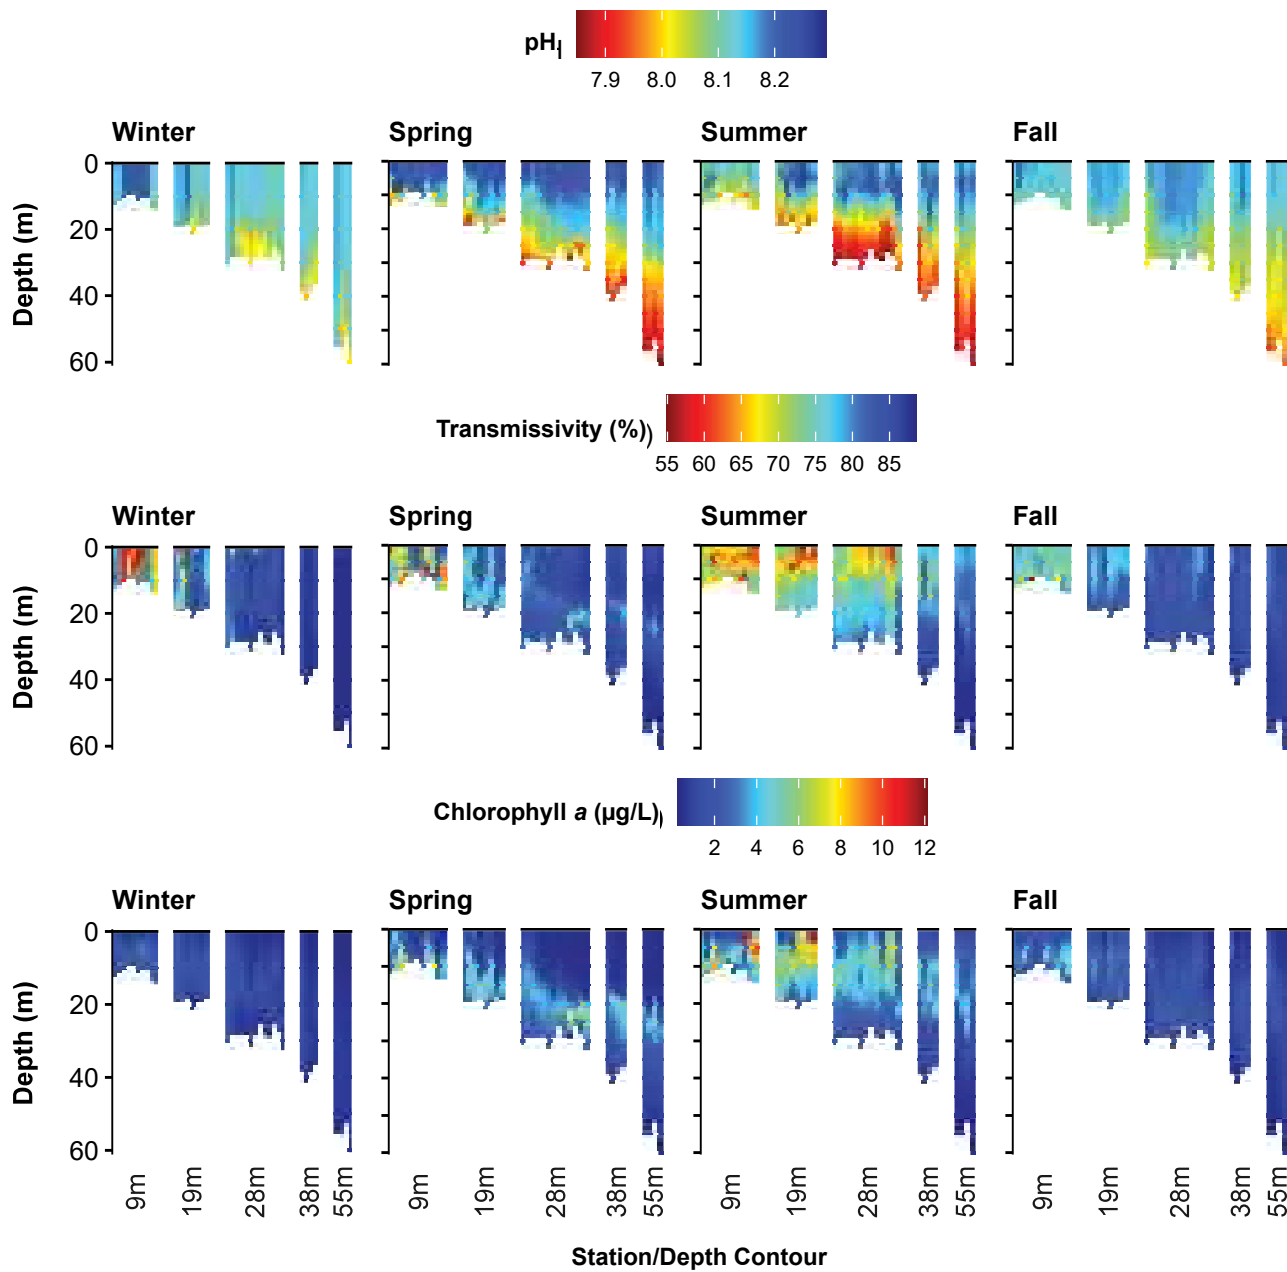 pH
7.9 8.0 8.1 8.2
Winter Spring Summer Fall
0
20
40
60
Depth (m)
Transmissivity (%)
55 60 65 70 75 80 85
Winter Spring Summer Fall
0
20
40
60
Depth (m)
Chlorophyll a (µg/L)
2 4 6 8 10 12
Winter Spring Summer Fall
0
20
40
60
Depth (m)
9m 19m 28m 38m 55m 9m 19m 28m 38m 55m 9m 19m 28m 38m 55m 9m 19m 28m 38m 55m
Station/Depth Contour